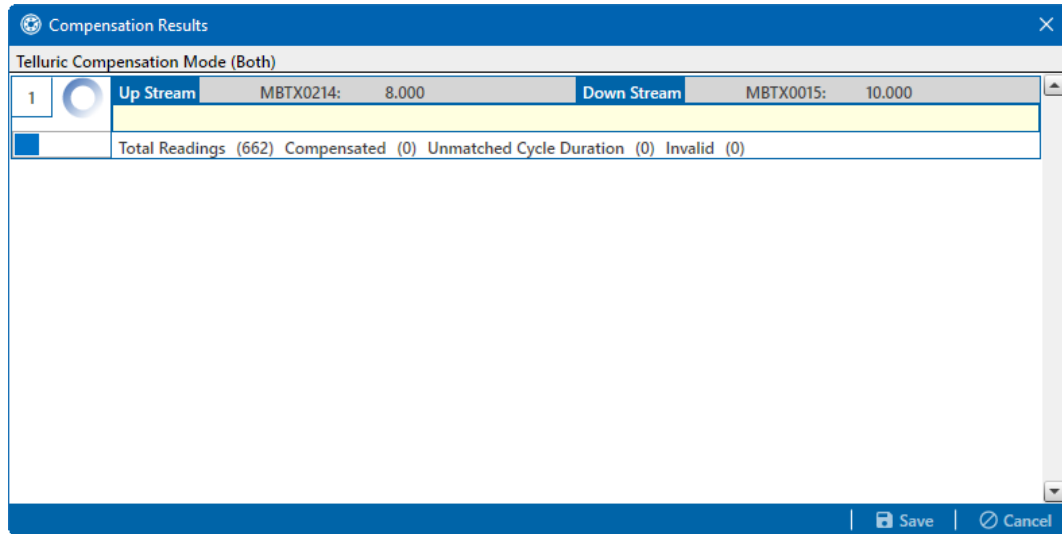 Compensation Results
Telluric Compensation Mode (Both)
1 Up Stream MBTX0214: 8.000 Down Stream MBTX0015: 10.000
Total Readings (662) Compensated (0) Unmatched Cycle Duration (0) Invalid (0)
Save Cancel